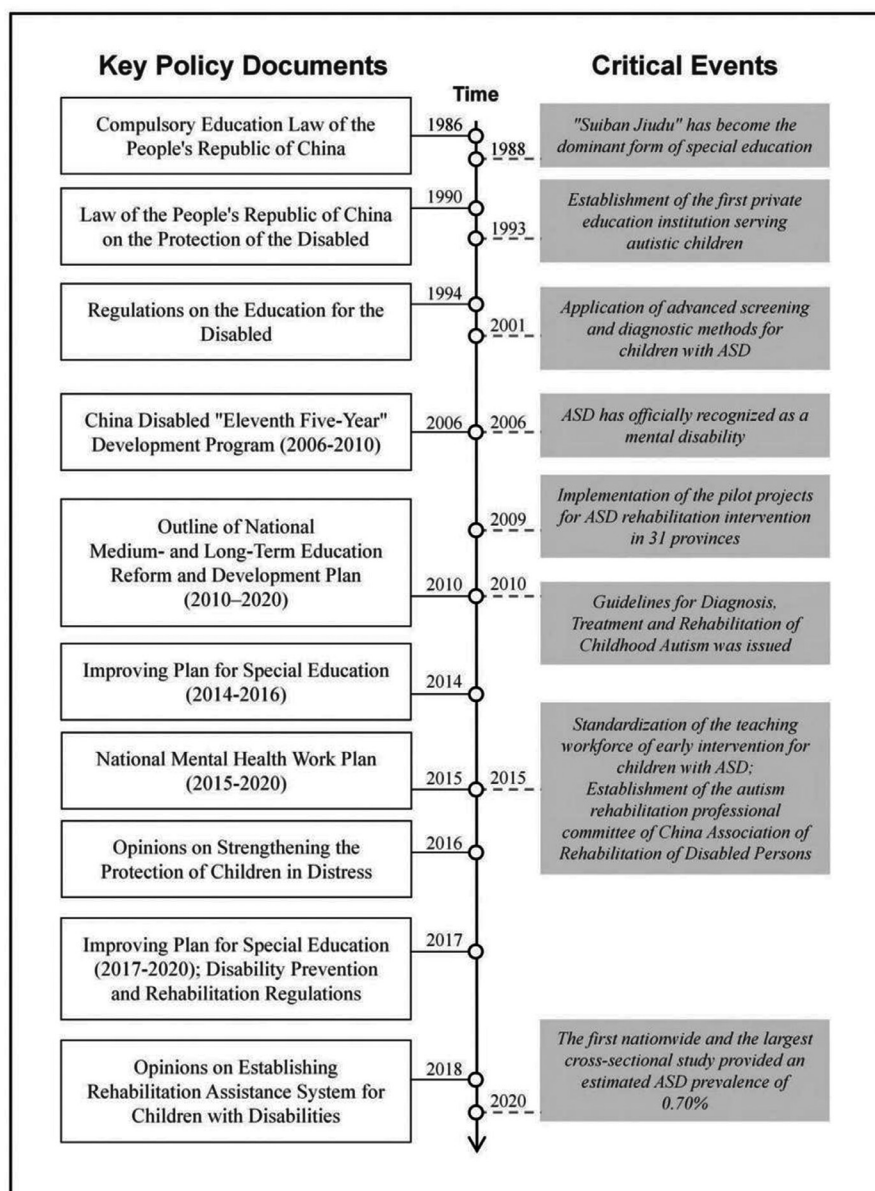 Key Policy Documents
Critical Events
Time
Compulsory Education Law of the
People's Republic of China
1986
1988
"Suiban Jiudu" has become the
dominant form of special education
Law of the People's Republic of China
on the Protection of the Disabled
1990
1993
Establishment of the first private
education institution serving
autistic children
Regulations on the Education for the
Disabled
1994
2001
Application of advanced screening
and diagnostic methods for
children with ASD
China Disabled "Eleventh Five-Year"
Development Program (2006-2010)
2006
2006
ASD has officially recognized as a
mental disability
2009
Implementation of the pilot projects
for ASD rehabilitation intervention
in 31 provinces
Outline of National
Medium- and Long-Term Education
Reform and Development Plan
(2010–2020)
2010
2010
Guidelines for Diagnosis,
Treatment and Rehabilitation of
Childhood Autism was issued
Improving Plan for Special Education
(2014-2016)
2014
National Mental Health Work Plan
(2015-2020)
2015
2015
Standardization of the teaching
workforce of early intervention for
children with ASD;
Establishment of the autism
rehabilitation professional
committee of China Association of
Rehabilitation of Disabled Persons
Opinions on Strengthening the
Protection of Children in Distress
2016
Improving Plan for Special Education
(2017-2020); Disability Prevention
and Rehabilitation Regulations
2017
Opinions on Establishing
Rehabilitation Assistance System for
Children with Disabilities
2018
2020
The first nationwide and the largest
cross-sectional study provided an
estimated ASD prevalence of
0.70%